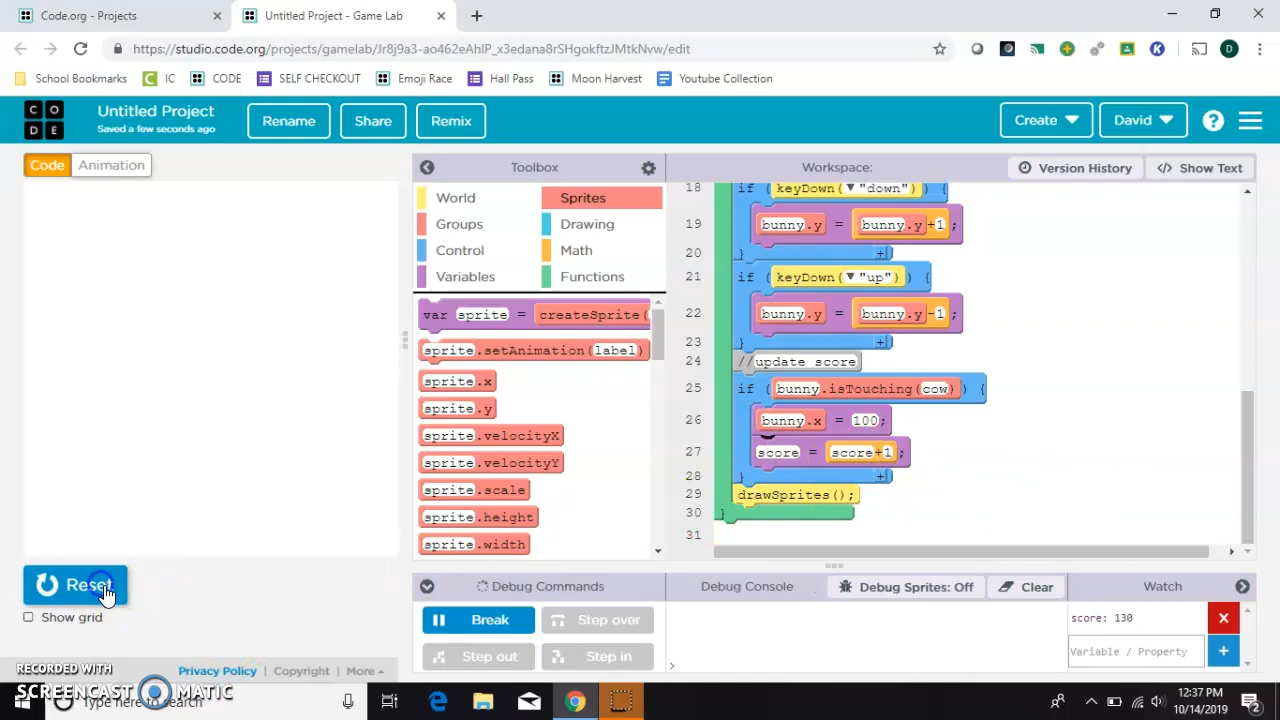 Code.org - Projects
Untitled Project - Game Lab
https://studio.code.org/projects/gamelab/Jr8j9a3-ao462eAhlP_x3edana8rSHgokftzJMtkNvw/edit
D
School Bookmarks
IC
CODE
SELF CHECKOUT
Emoji Race
Hall Pass
Moon Harvest
Youtube Collection
C O
D E
Untitled Project
Saved a few seconds ago
Rename
Share
Remix
Create
David
Code
Animation
Toolbox
Workspace:
Version History
Show Text
World
Sprites
Groups
Drawing
Control
Math
Variables
Functions
var sprite = createSprite(
sprite.setAnimation(label)
sprite.x
sprite.y
sprite.velocityX
sprite.velocityY
sprite.scale
sprite.height
sprite.width
18 if (keyDown("down")) {
19 bunny.y = bunny.y+1;
20 }
21 if (keyDown("up")) {
22 bunny.y = bunny.y-1;
23 }
24 //update score
25 if (bunny.isTouching(cow)) {
26 bunny.x = 100;
27 score = score+1;
28 }
29 drawSprites();
30 }
31
Reset
Show grid
Debug Commands
Debug Console
Debug Sprites: Off
Clear
Watch
Break
Step over
Step out
Step in
>
score: 130
Variable / Property
Privacy Policy
Copyright
More
RECORDED WITH
SCREENCAST MATIC
Type here to search
12:37 PM
10/14/2019
2